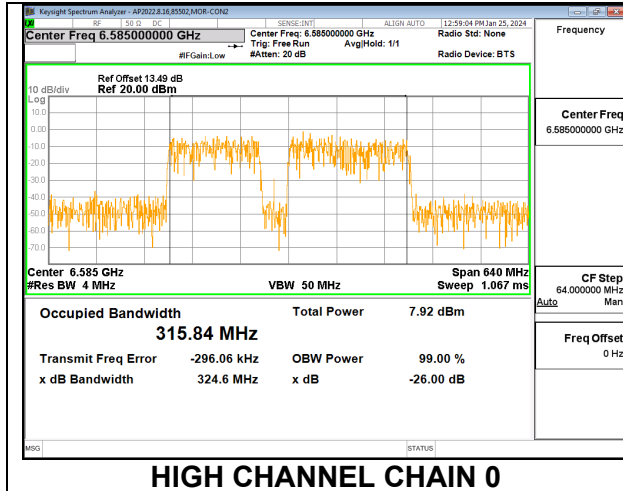 Keysight Spectrum Analyzer - AP2022.8.16,85502,MOR-CON2
RF 50 Ω DC SENSE:INT ALIGN AUTO 12:59:04 PM Jan 25, 2024
Center Freq 6.585000000 GHz
Center Freq: 6.585000000 GHz
Radio Std: None
Trig: Free Run Avg|Hold: 1/1
#IFGain:Low #Atten: 20 dB Radio Device: BTS
Frequency
Ref Offset 13.49 dB
10 dB/div Ref 20.00 dBm
Log
10.0
0.00
-10.0
-20.0
-30.0
-40.0
-50.0
-60.0
-70.0
Center Freq
6.585000000 GHz
Center 6.585 GHz Span 640 MHz
#Res BW 4 MHz VBW 50 MHz Sweep 1.067 ms
CF Step
64.000000 MHz
Auto Man
Occupied Bandwidth Total Power 7.92 dBm
315.84 MHz
Transmit Freq Error -296.06 kHz OBW Power 99.00 %
x dB Bandwidth 324.6 MHz x dB -26.00 dB
Freq Offset
0 Hz
MSG STATUS
HIGH CHANNEL CHAIN 0